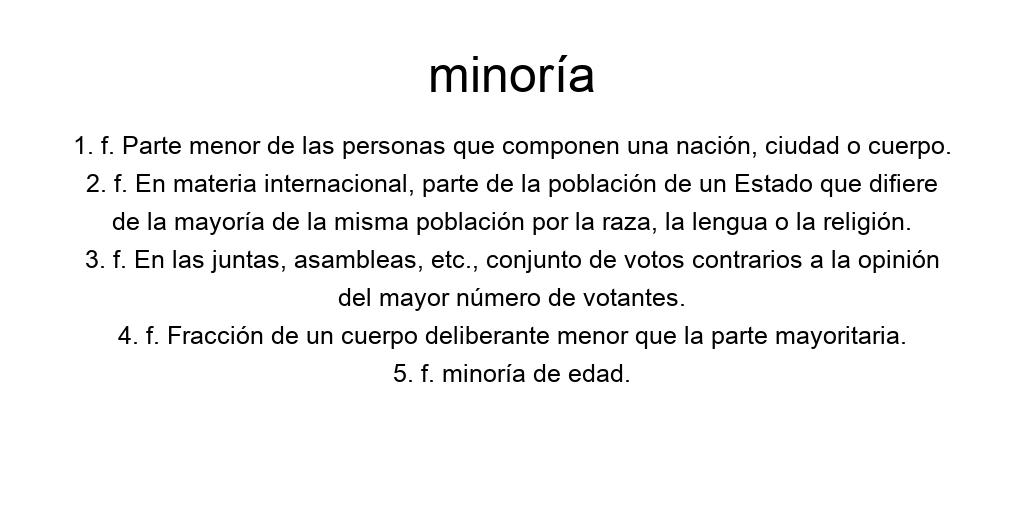 minoría
1. f. Parte menor de las personas que componen una nación, ciudad o cuerpo.
2. f. En materia internacional, parte de la población de un Estado que difiere
de la mayoría de la misma población por la raza, la lengua o la religión.
3. f. En las juntas, asambleas, etc., conjunto de votos contrarios a la opinión
del mayor número de votantes.
4. f. Fracción de un cuerpo deliberante menor que la parte mayoritaria.
5. f. minoría de edad.